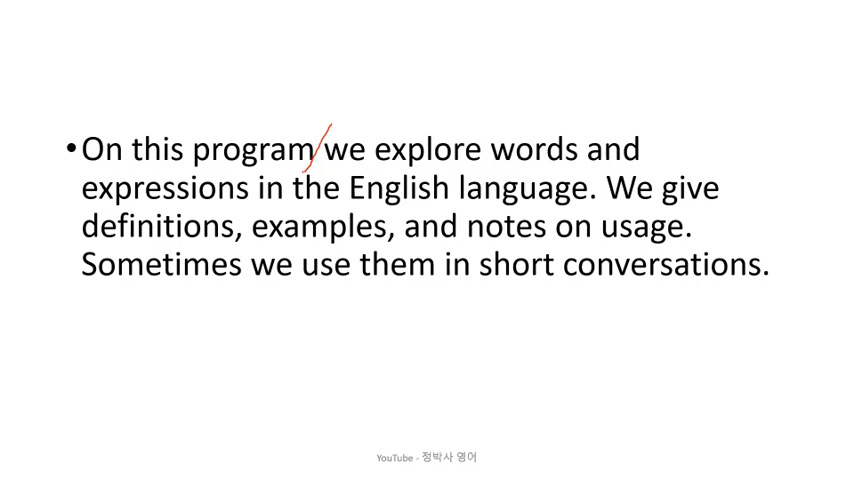 •On this program we explore words and
expressions in the English language. We give
definitions, examples, and notes on usage.
Sometimes we use them in short conversations.
YouTube - 정박사 영어